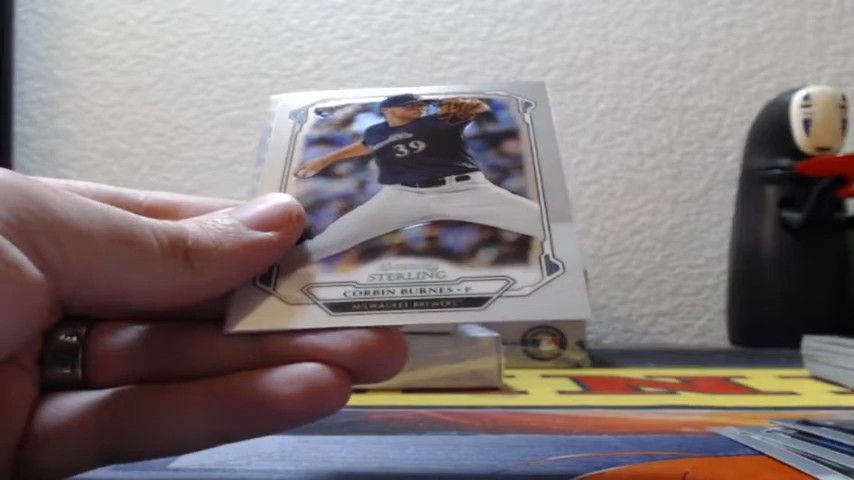 39
STERLING
CORBIN BURNES · P
MILWAUKEE BREWERS
N